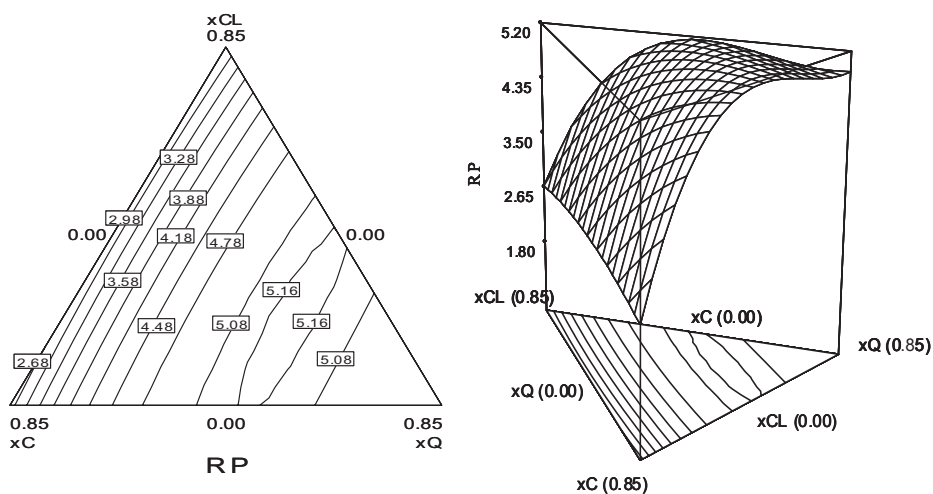 xCL
0.85
3.28
3.88
2.98
0.00
4.18
4.78
0.00
3.58
5.16
4.48
5.08
5.16
2.68
5.08
0.85
0.00
0.85
xC
xQ
RP
5.20
4.35
3.50
2.65
1.80
RP
xCL (0.85)
xC (0.00)
xQ (0.85)
xQ (0.00)
xCL (0.00)
xC (0.85)